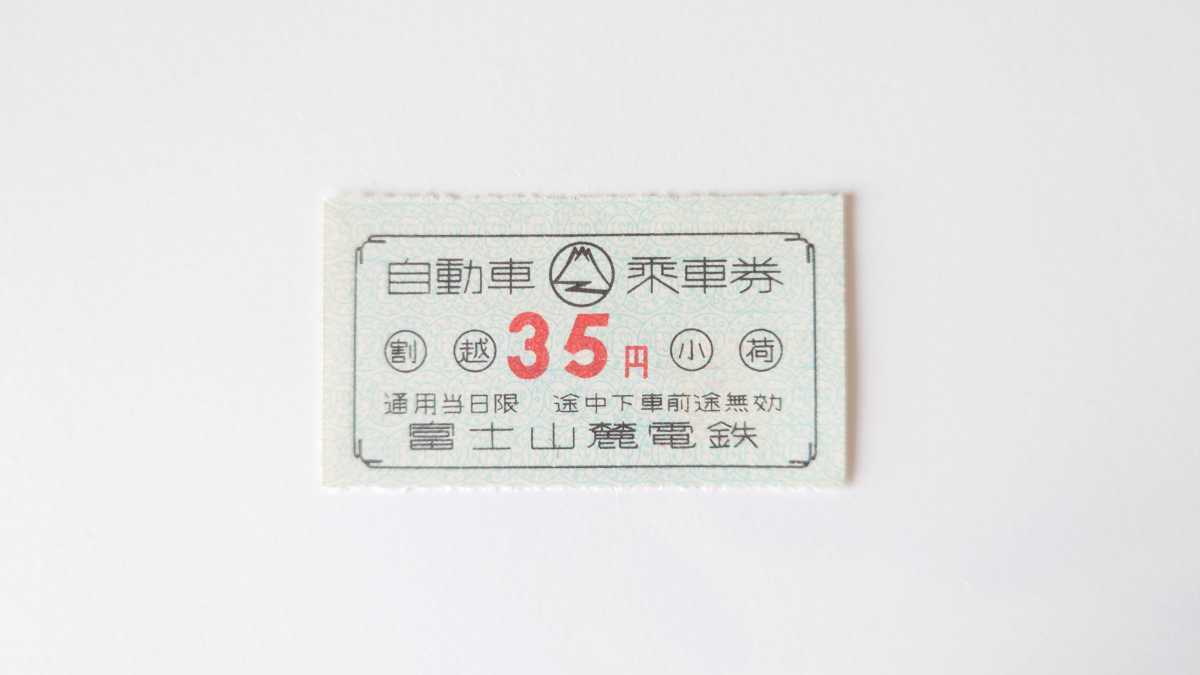 自動車 乗車券
割 越 35円 小 荷
通用当日限 途中下車前途無効
富士山麓電鉄